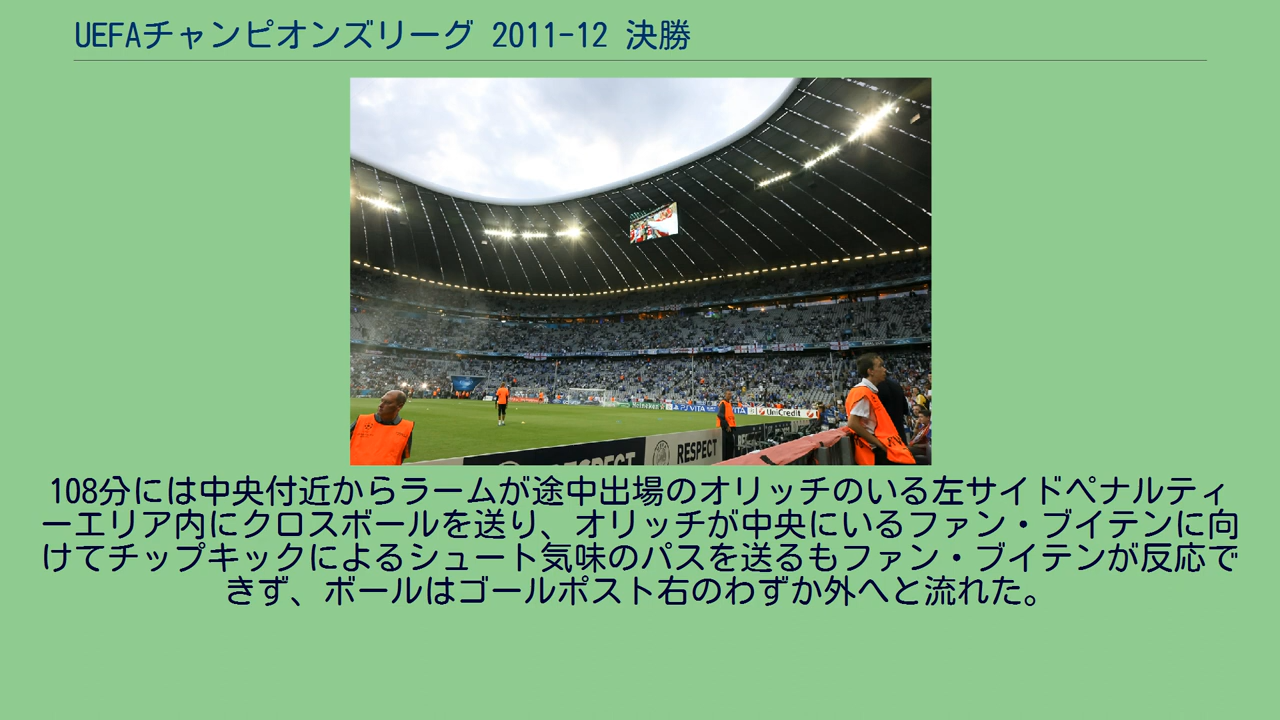 UEFAチャンピオンズリーグ 2011-12 決勝
Heineken
PS VITA
VITA
UniCredit
RESPECT
RESPECT
108分には中央付近からラームが途中出場のオリッチのいる左サイドペナルティ
ーエリア内にクロスボールを送り、オリッチが中央にいるファン・ブイテンに向
けてチップキックによるシュート気味のパスを送るもファン・ブイテンが反応で
きず、ボールはゴールポスト右のわずか外へと流れた。